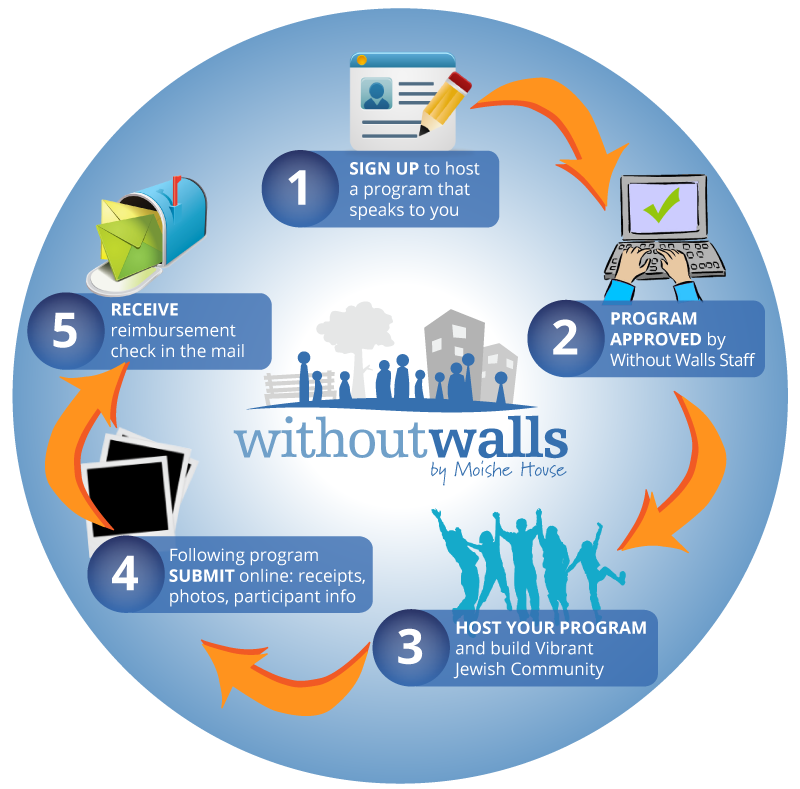 1
SIGN UP to host
a program that
speaks to you
2
PROGRAM
APPROVED by
Without Walls Staff
3
HOST YOUR PROGRAM
and build Vibrant
Jewish Community
4
Following program
SUBMIT online: receipts,
photos, participant info
5
RECEIVE
reimbursement
check in the mail
withoutwalls
by Moishe House